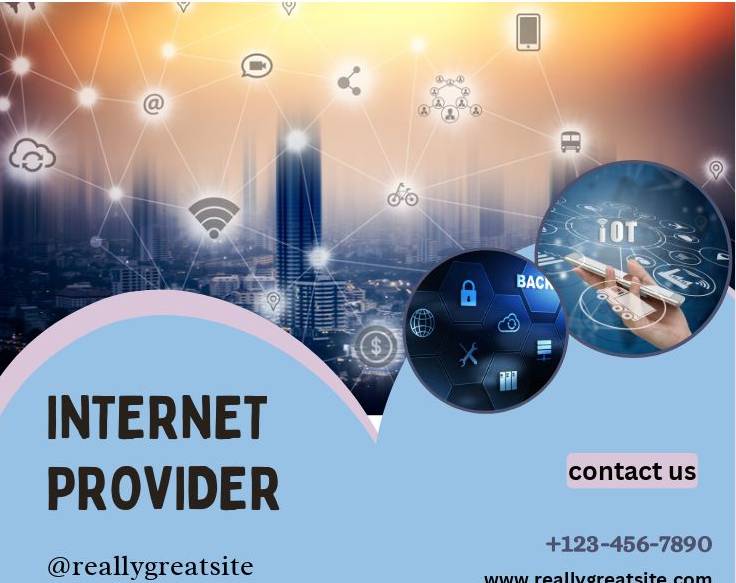 @
IOT
BACK
$
INTERNET
PROVIDER
contact us
+123-456-7890
@reallygreatsite
www.reallygreatsite.com